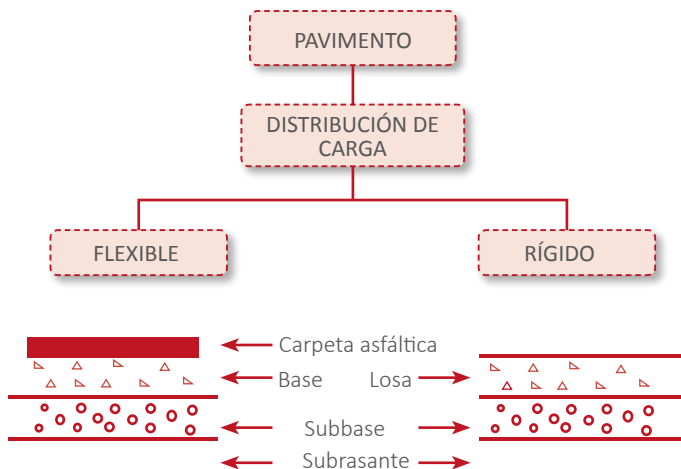 PAVIMENTO
DISTRIBUCIÓN DE
CARGA
FLEXIBLE
RÍGIDO
Carpeta asfáltica
Base Losa
Subbase
Subrasante